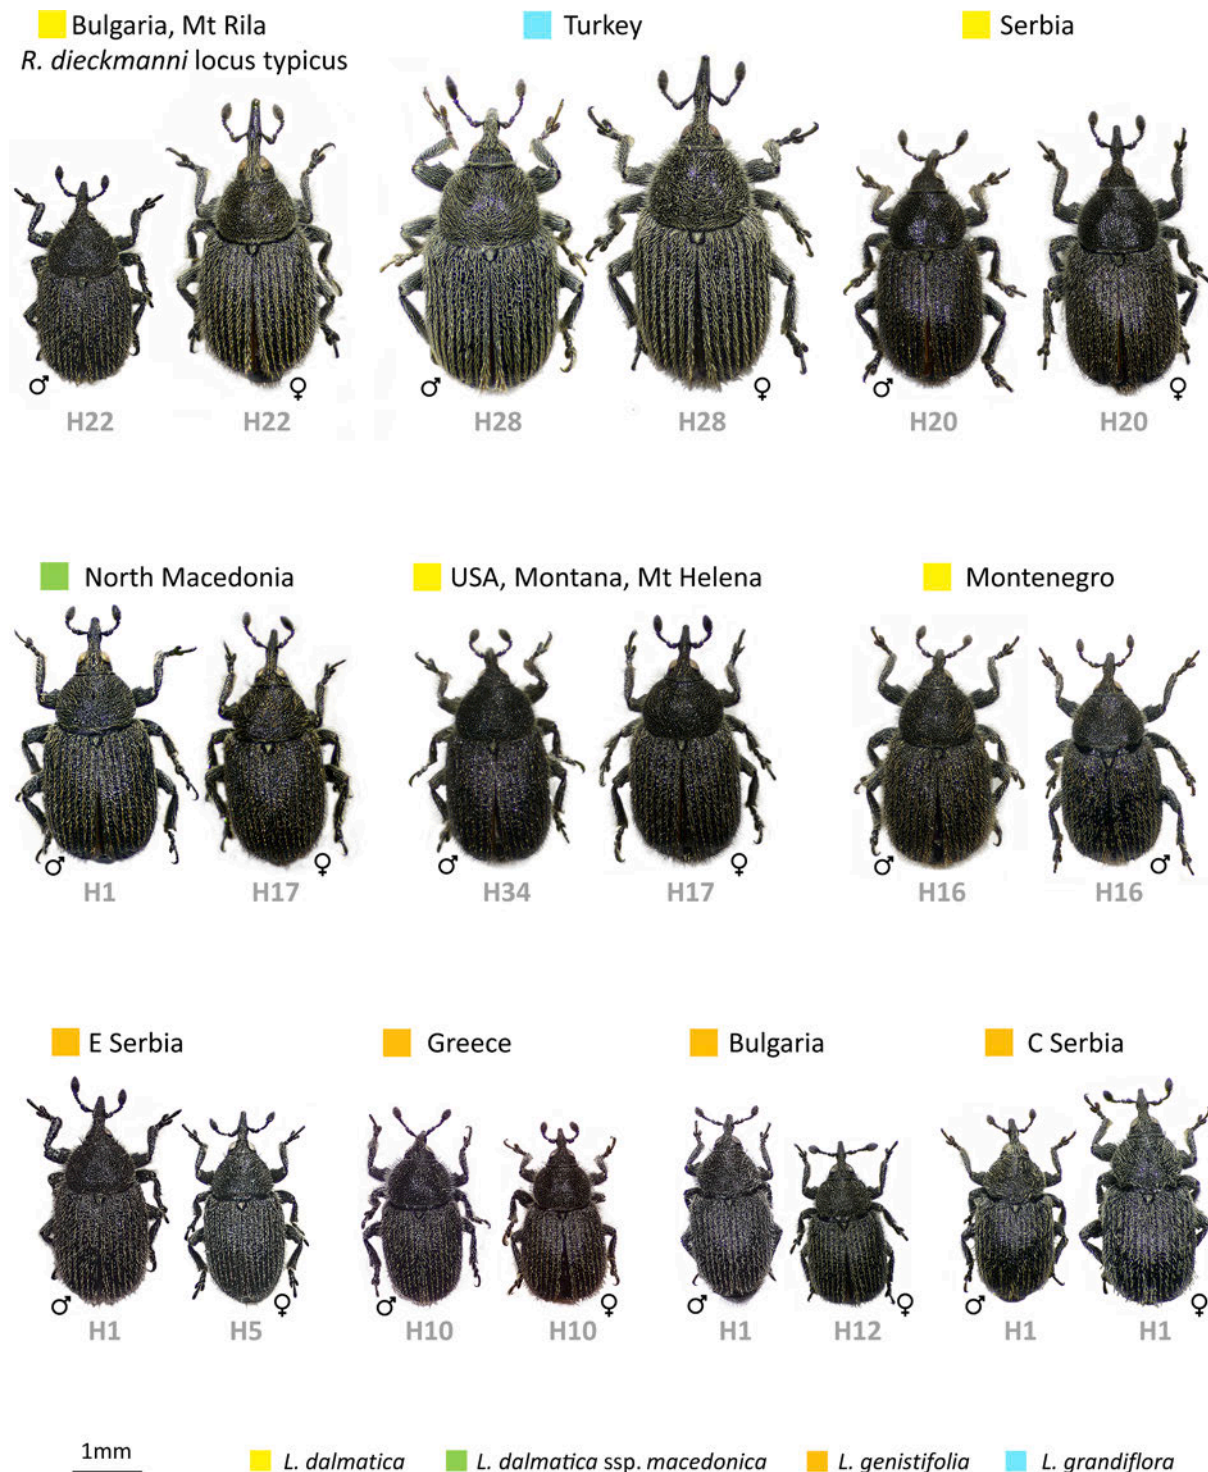 Bulgaria, Mt Rila
R. dieckmanni locus typicus
Turkey
Serbia
♂ ♀ ♂ ♀ ♂ ♀
H22 H22 H28 H28 H20 H20
North Macedonia
USA, Montana, Mt Helena
Montenegro
♂ ♀ ♂ ♀ ♂ ♂
H1 H17 H34 H17 H16 H16
E Serbia
Greece
Bulgaria
C Serbia
♂ ♀ ♂ ♀ ♂ ♀ ♂ ♀
H1 H5 H10 H10 H1 H12 H1 H1
1mm
L. dalmatica
L. dalmatica ssp. macedonica
L. genistifolia
L. grandiflora